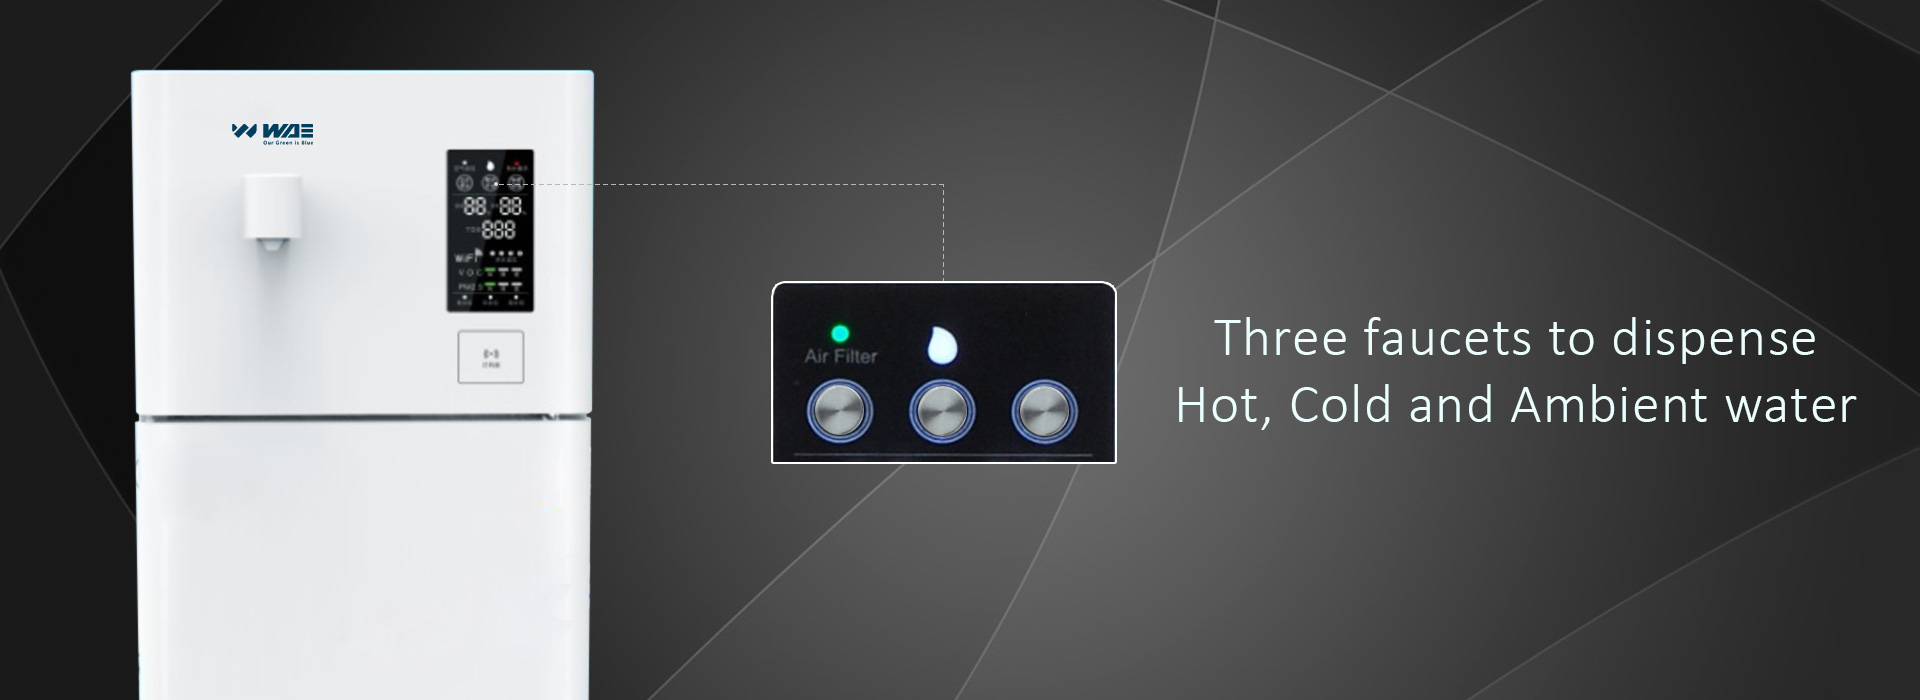 WAE
Our Green is Blue
88 88
TDS 888
WiFi
VOC
PM2.5
Air Filter
Three faucets to dispense
Hot, Cold and Ambient water